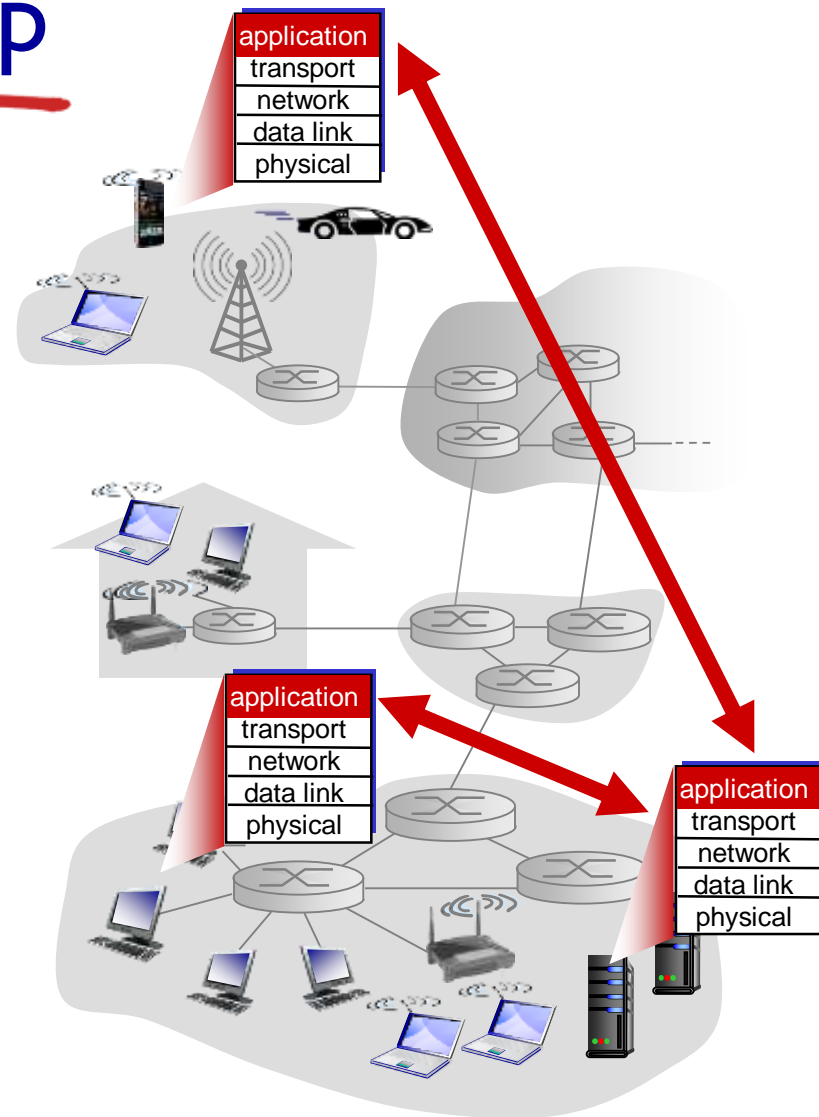 p
application
transport
network
data link
physical
application
transport
network
data link
physical
application
transport
network
data link
physical